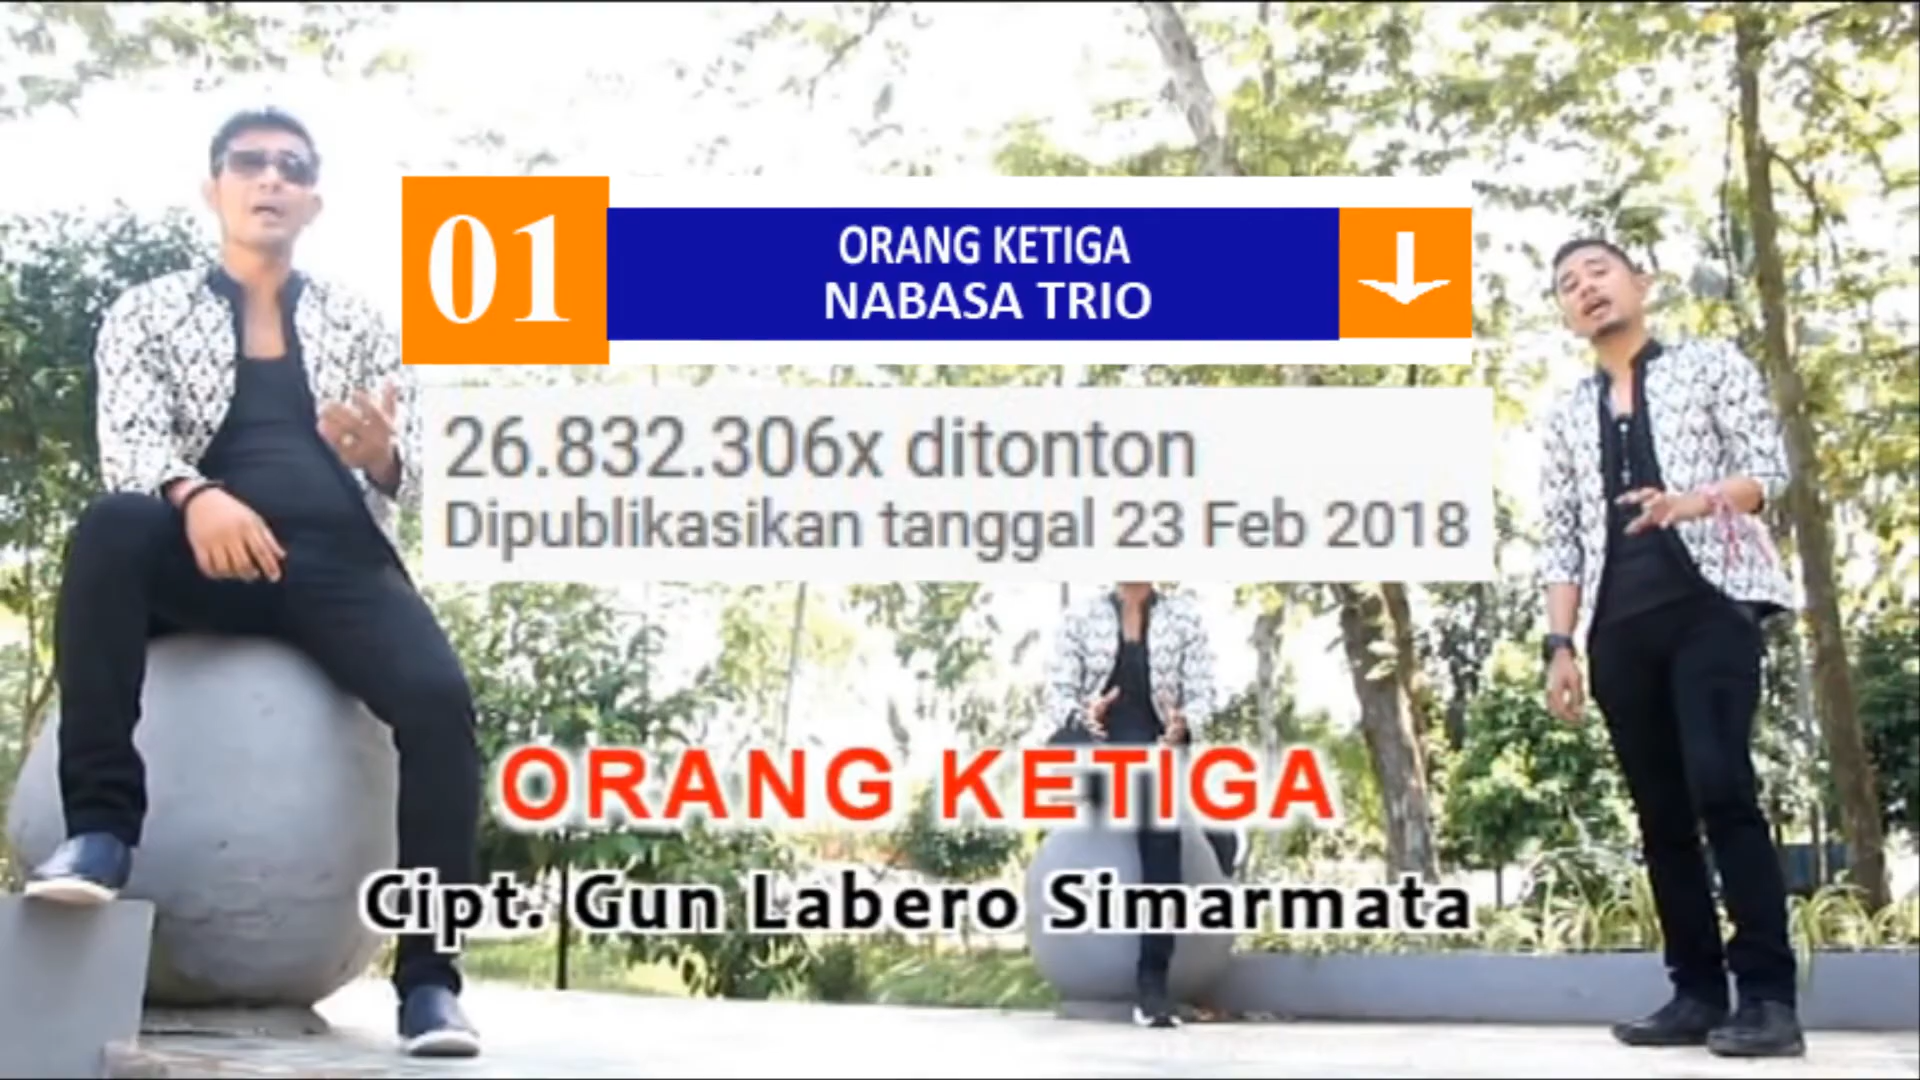 01
ORANG KETIGA
NABASA TRIO
26.832.306x ditonton
Dipublikasikan tanggal 23 Feb 2018
ORANG KETIGA
Cipt. Gun Labero Simarmata